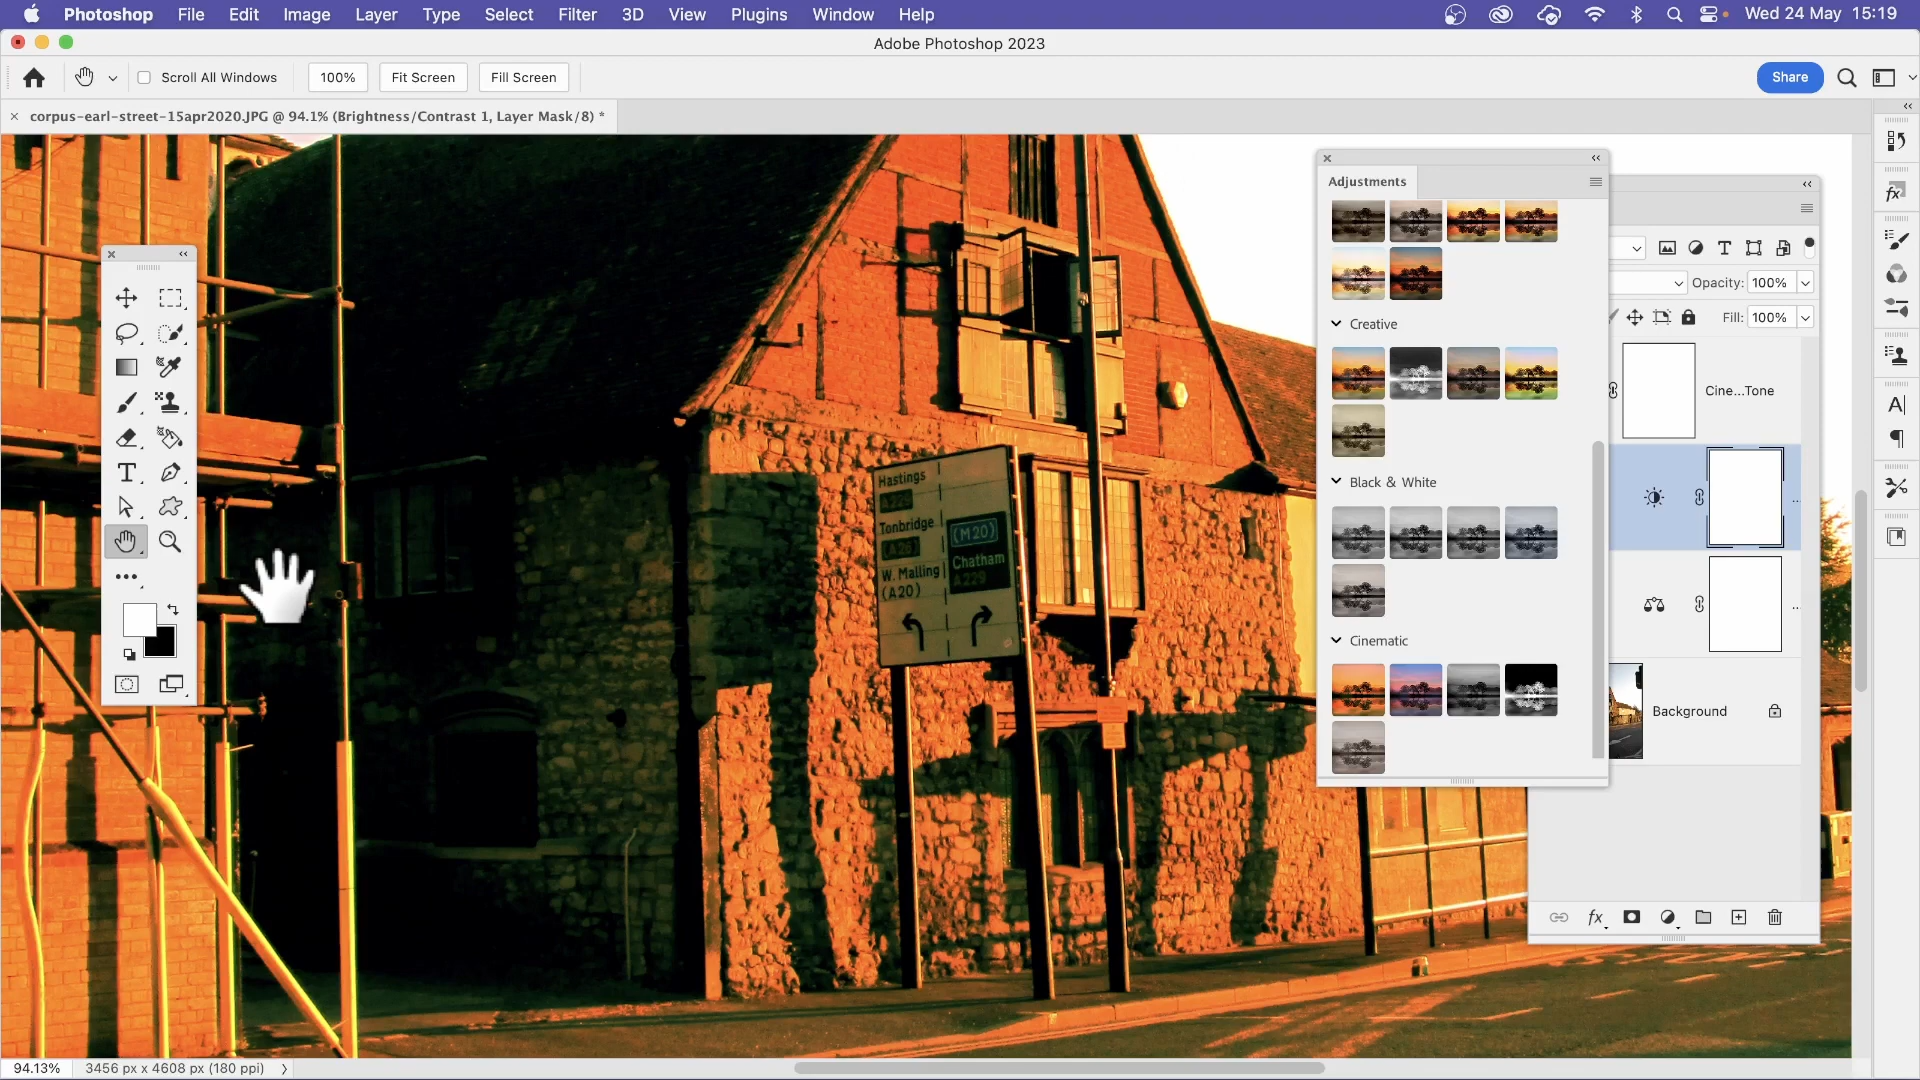 Photoshop File Edit Image Layer Type Select Filter 3D View Plugins Window Help Wed 24 May 15:19
Adobe Photoshop 2023
Scroll All Windows 100% Fit Screen Fill Screen Share
corpus-earl-street-15apr2020.JPG @ 94.1% (Brightness/Contrast 1, Layer Mask/8) *
Adjustments
Opacity: 100%
Fill: 100%
Creative
Cine...Tone
Black & White
Cinematic
Background
Hastings
A229
Tonbridge
(A26)
W. Malling
(A20)
(M20)
Chatham
A229
94.13% 3456 px x 4608 px (180 ppi)